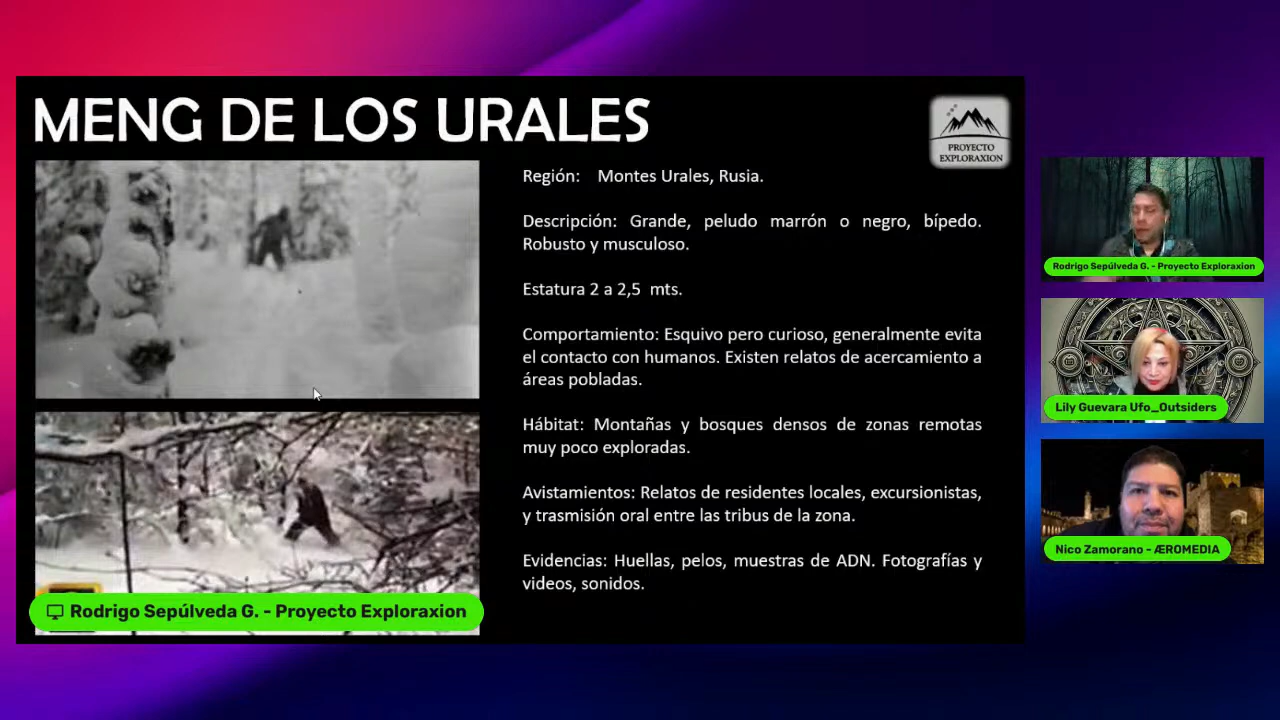 MENG DE LOS URALES
PROYECTO
EXPLORAXION
Región: Montes Urales, Rusia.
Descripción: Grande, peludo marrón o negro, bípedo.
Robusto y musculoso.
Estatura 2 a 2,5 mts.
Comportamiento: Esquivo pero curioso, generalmente evita
el contacto con humanos. Existen relatos de acercamiento a
áreas pobladas.
Hábitat: Montañas y bosques densos de zonas remotas
muy poco exploradas.
Avistamientos: Relatos de residentes locales, excursionistas,
y trasmisión oral entre las tribus de la zona.
Evidencias: Huellas, pelos, muestras de ADN. Fotografías y
videos, sonidos.
Rodrigo Sepúlveda G. - Proyecto Exploraxion
Rodrigo Sepúlveda G. - Proyecto Exploraxion
Lily Guevara Ufo_Outsiders
Nico Zamorano - ÆROMEDIA